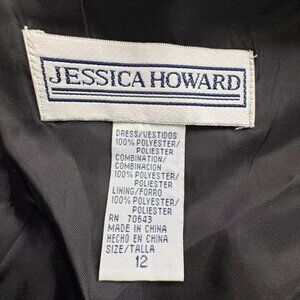 JESSICA HOWARD
DRESS/VESTIDOS
100% POLYESTER/
POLIESTER
COMBINATION/
COMBINACION
100% POLYESTER/
POLIESTER
LINING/FORRO
100% POLYESTER/
POLIESTER
RN 70643
MADE IN CHINA
HECHO EN CHINA
SIZE/TALLA
12